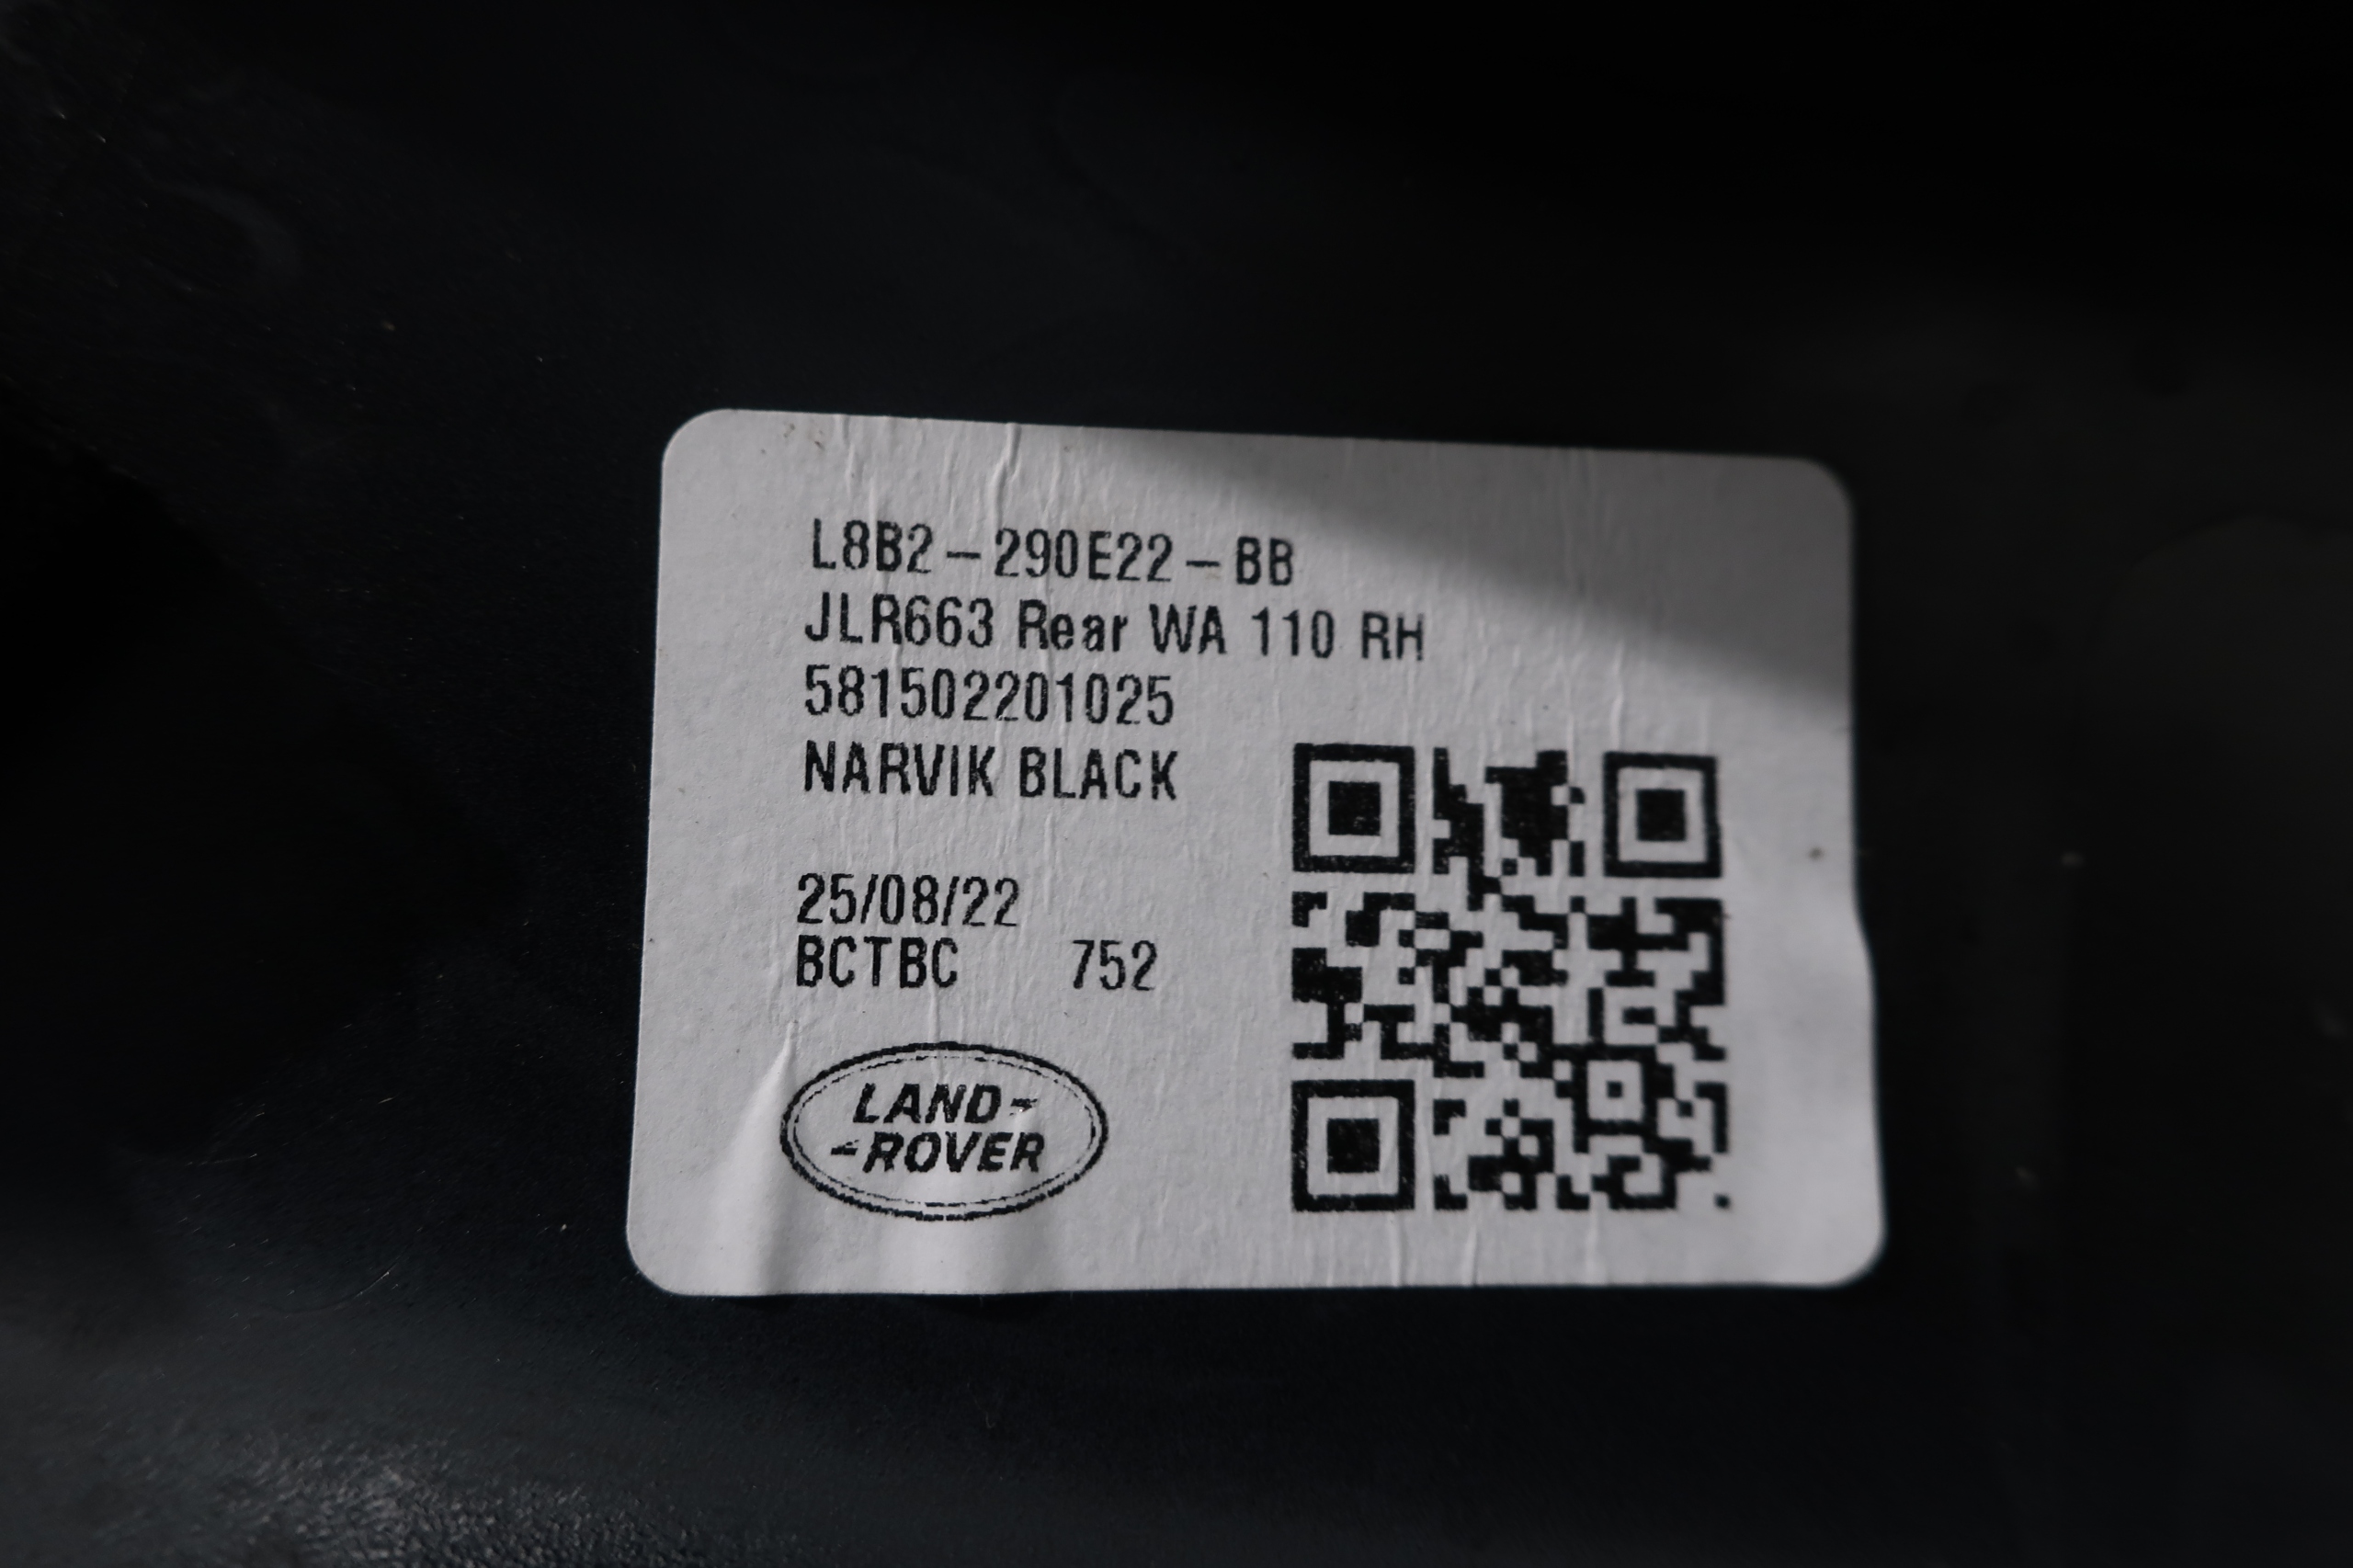 L8B2-290E22-BB
JLR663 Rear WA 110 RH
581502201025
NARVIK BLACK
25/08/22
BCTBC 752
LAND-
-ROVER